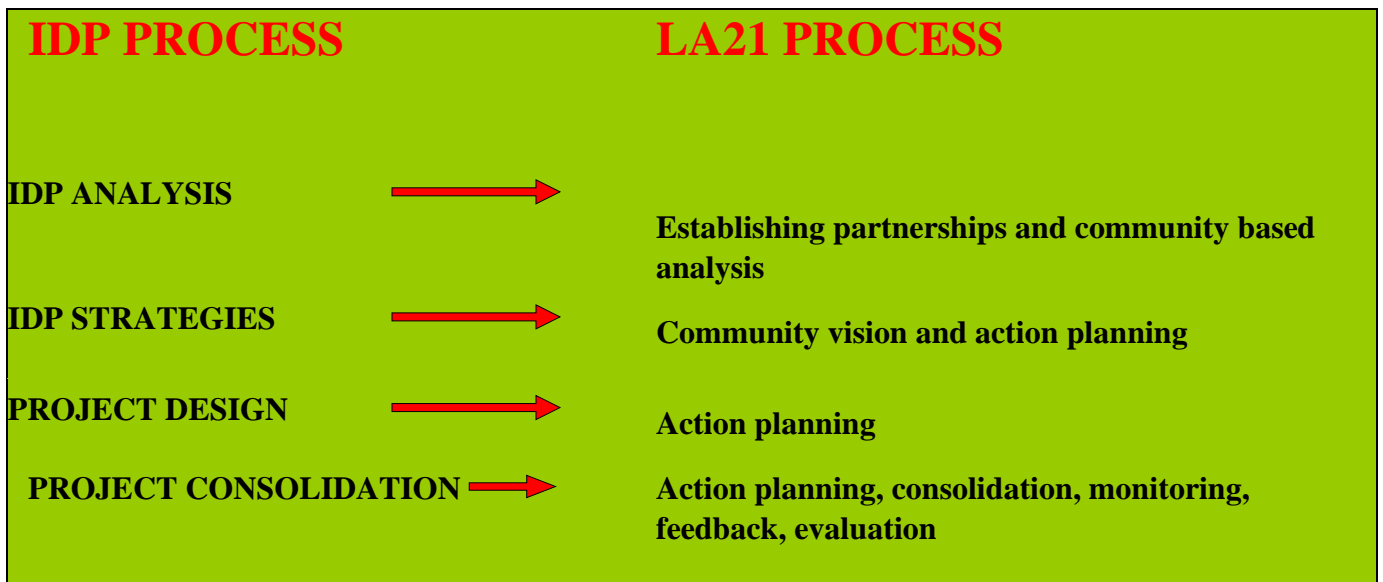 IDP PROCESS
LA21 PROCESS
IDP ANALYSIS
Establishing partnerships and community based
analysis
IDP STRATEGIES
Community vision and action planning
PROJECT DESIGN
Action planning
PROJECT CONSOLIDATION
Action planning, consolidation, monitoring,
feedback, evaluation